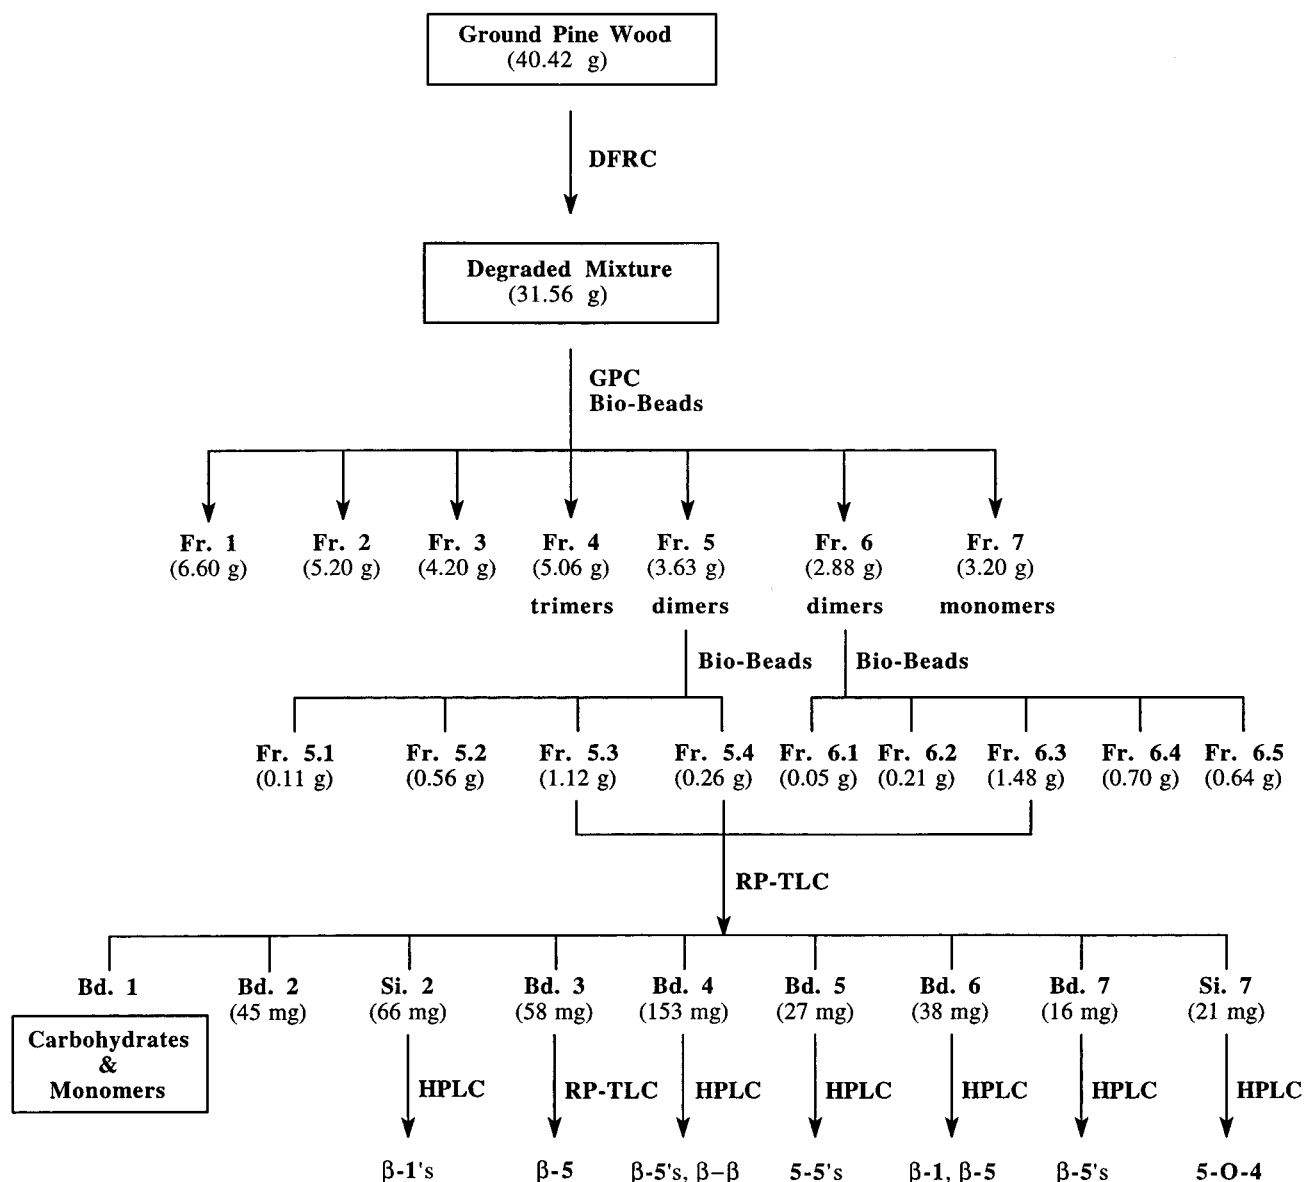 Ground Pine Wood
(40.42 g)
DFRC
Degraded Mixture
(31.56 g)
GPC
Bio-Beads
Fr. 1 Fr. 2 Fr. 3 Fr. 4 Fr. 5 Fr. 6 Fr. 7
(6.60 g) (5.20 g) (4.20 g) (5.06 g) (3.63 g) (2.88 g) (3.20 g)
trimers dimers dimers monomers
Bio-Beads Bio-Beads
Fr. 5.1 Fr. 5.2 Fr. 5.3 Fr. 5.4 Fr. 6.1 Fr. 6.2 Fr. 6.3 Fr. 6.4 Fr. 6.5
(0.11 g) (0.56 g) (1.12 g) (0.26 g) (0.05 g) (0.21 g) (1.48 g) (0.70 g) (0.64 g)
RP-TLC
Bd. 1 Bd. 2 Si. 2 Bd. 3 Bd. 4 Bd. 5 Bd. 6 Bd. 7 Si. 7
(45 mg) (66 mg) (58 mg) (153 mg) (27 mg) (38 mg) (16 mg) (21 mg)
Carbohydrates
&
Monomers
HPLC RP-TLC HPLC HPLC HPLC HPLC HPLC
β-1's β-5 β-5's, β–β 5-5's β-1, β-5 β-5's 5-O-4